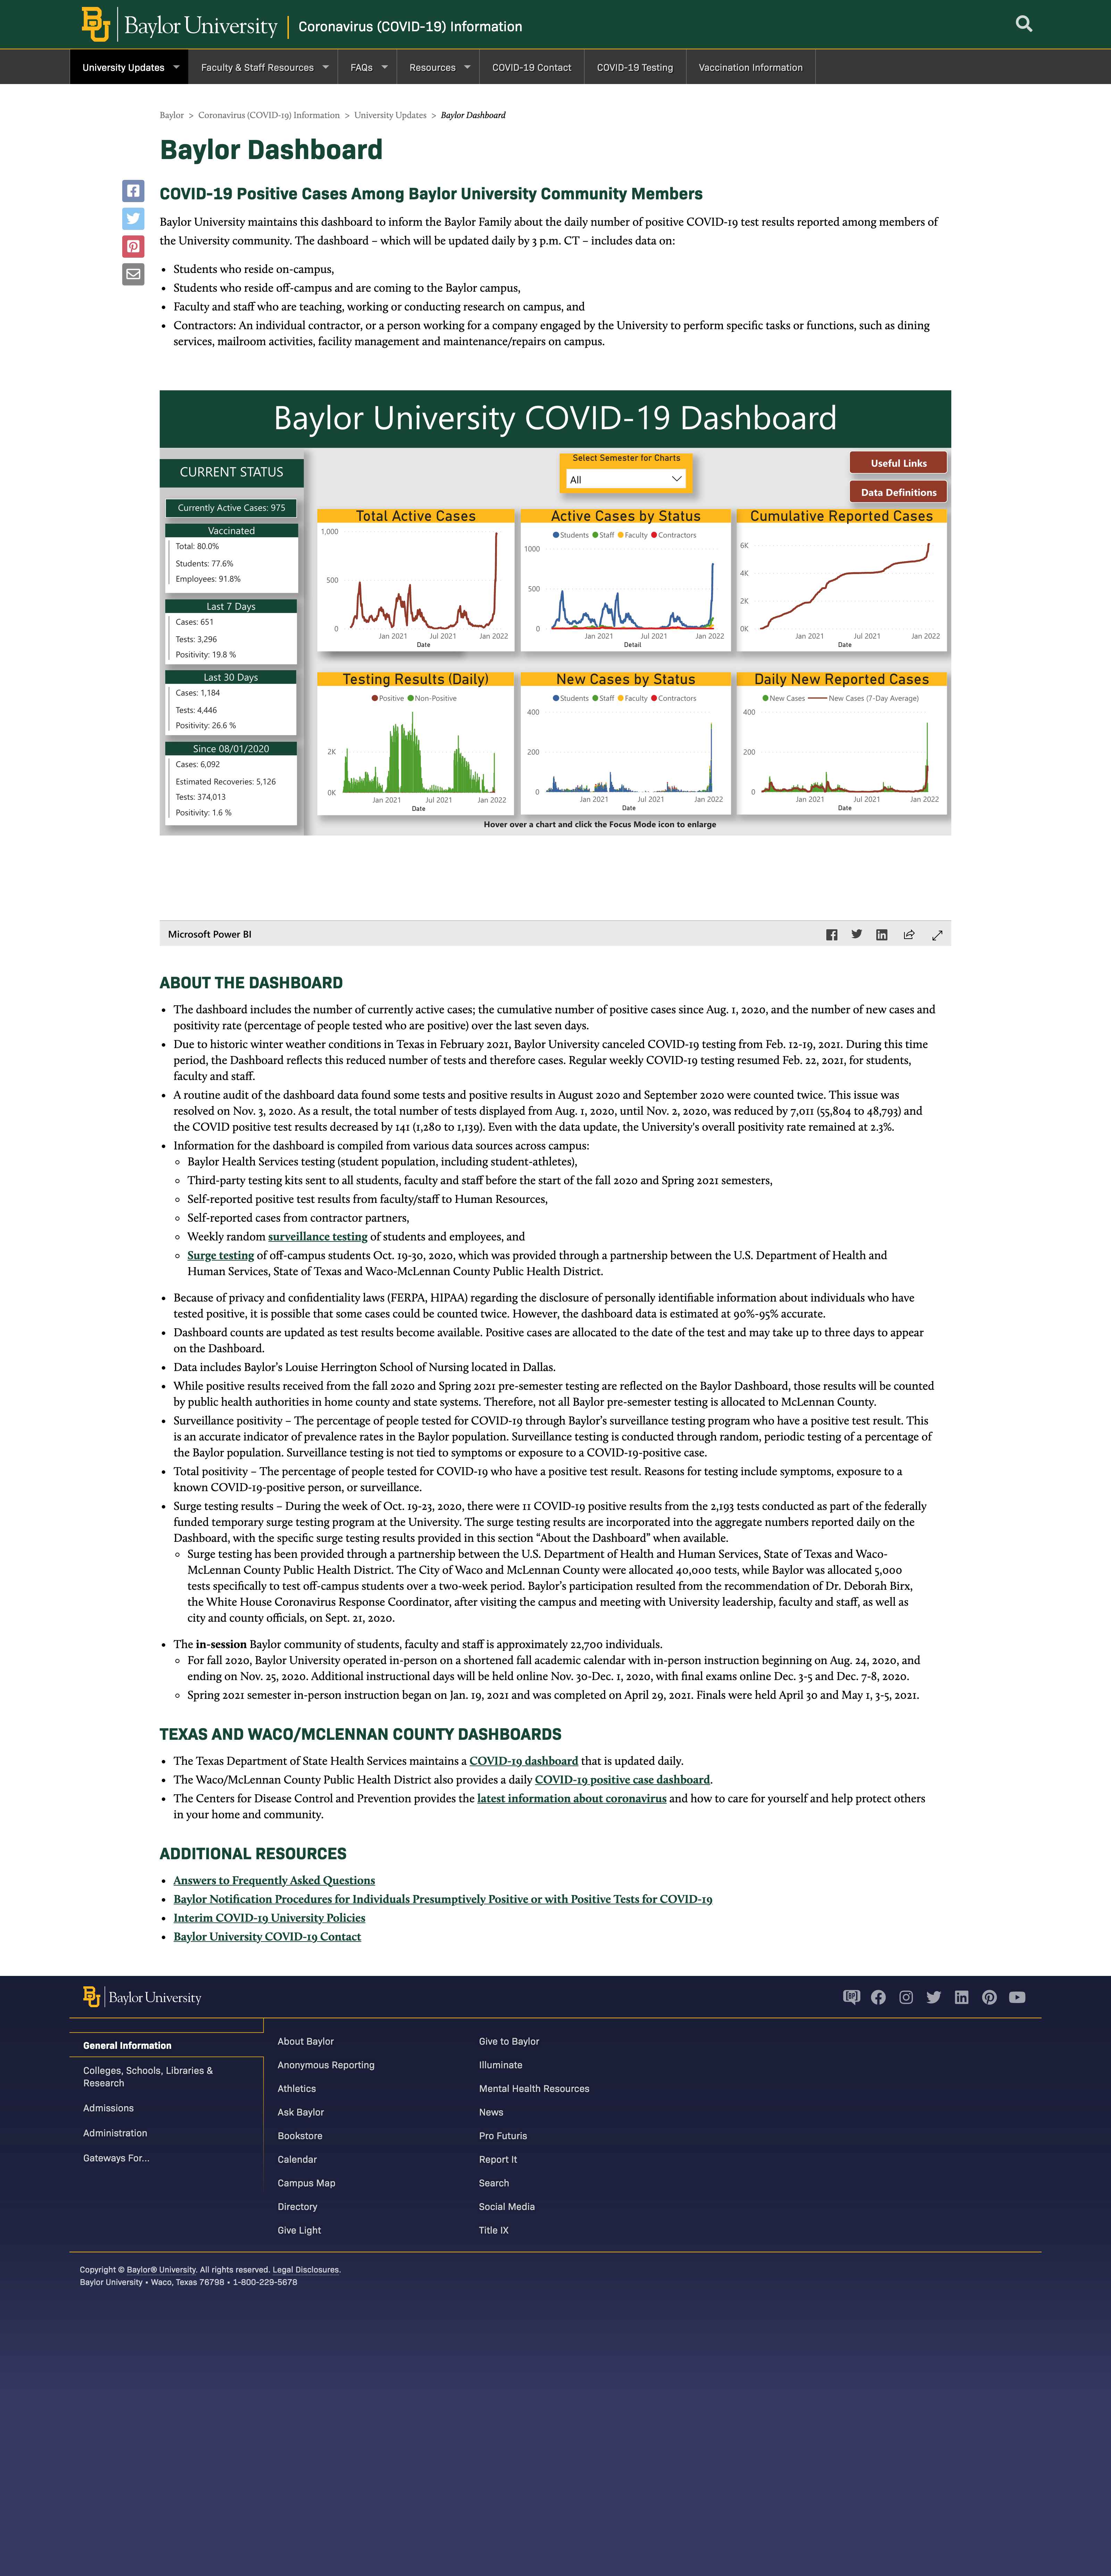 BU Baylor University Coronavirus (COVID-19) Information
University Updates Faculty & Staff Resources FAQs Resources COVID-19 Contact COVID-19 Testing Vaccination Information
Baylor > Coronavirus (COVID-19) Information > University Updates > Baylor Dashboard
Baylor Dashboard
COVID-19 Positive Cases Among Baylor University Community Members
Baylor University maintains this dashboard to inform the Baylor Family about the daily number of positive COVID-19 test results reported among members of
the University community. The dashboard – which will be updated daily by 3 p.m. CT – includes data on:
• Students who reside on-campus,
• Students who reside off-campus and are coming to the Baylor campus,
• Faculty and staff who are teaching, working or conducting research on campus, and
• Contractors: An individual contractor, or a person working for a company engaged by the University to perform specific tasks or functions, such as dining
services, mailroom activities, facility management and maintenance/repairs on campus.
Baylor University COVID-19 Dashboard
CURRENT STATUS
Currently Active Cases: 975
Vaccinated
Total: 80.0%
Students: 77.6%
Employees: 91.8%
Last 7 Days
Cases: 651
Tests: 3,296
Positivity: 19.8 %
Last 30 Days
Cases: 1,184
Tests: 4,446
Positivity: 26.6 %
Since 08/01/2020
Cases: 6,092
Estimated Recoveries: 5,126
Tests: 374,013
Positivity: 1.6 %
Select Semester for Charts
All
Useful Links
Data Definitions
Total Active Cases
1,000
500
0
Jan 2021 Jul 2021 Jan 2022
Date
Active Cases by Status
Students Staff Faculty Contractors
1000
500
0
Jan 2021 Jul 2021 Jan 2022
Detail
Cumulative Reported Cases
6K
4K
2K
0K
Jan 2021 Jul 2021 Jan 2022
Date
Testing Results (Daily)
Positive Non-Positive
2K
0K
Jan 2021 Jul 2021 Jan 2022
Date
New Cases by Status
Students Staff Faculty Contractors
400
200
0
Jan 2021 Jul 2021 Jan 2022
Date
Daily New Reported Cases
New Cases New Cases (7-Day Average)
400
200
0
Jan 2021 Jul 2021 Jan 2022
Date
Hover over a chart and click the Focus Mode icon to enlarge
Microsoft Power BI
ABOUT THE DASHBOARD
• The dashboard includes the number of currently active cases; the cumulative number of positive cases since Aug. 1, 2020, and the number of new cases and
positivity rate (percentage of people tested who are positive) over the last seven days.
• Due to historic winter weather conditions in Texas in February 2021, Baylor University canceled COVID-19 testing from Feb. 12-19, 2021. During this time
period, the Dashboard reflects this reduced number of tests and therefore cases. Regular weekly COVID-19 testing resumed Feb. 22, 2021, for students,
faculty and staff.
• A routine audit of the dashboard data found some tests and positive results in August 2020 and September 2020 were counted twice. This issue was
resolved on Nov. 3, 2020. As a result, the total number of tests displayed from Aug. 1, 2020, until Nov. 2, 2020, was reduced by 7,011 (55,804 to 48,793) and
the COVID positive test results decreased by 141 (1,280 to 1,139). Even with the data update, the University's overall positivity rate remained at 2.3%.
• Information for the dashboard is compiled from various data sources across campus:
◦ Baylor Health Services testing (student population, including student-athletes),
◦ Third-party testing kits sent to all students, faculty and staff before the start of the fall 2020 and Spring 2021 semesters,
◦ Self-reported positive test results from faculty/staff to Human Resources,
◦ Self-reported cases from contractor partners,
◦ Weekly random surveillance testing of students and employees, and
◦ Surge testing of off-campus students Oct. 19-30, 2020, which was provided through a partnership between the U.S. Department of Health and
Human Services, State of Texas and Waco-McLennan County Public Health District.
• Because of privacy and confidentiality laws (FERPA, HIPAA) regarding the disclosure of personally identifiable information about individuals who have
tested positive, it is possible that some cases could be counted twice. However, the dashboard data is estimated at 90%-95% accurate.
• Dashboard counts are updated as test results become available. Positive cases are allocated to the date of the test and may take up to three days to appear
on the Dashboard.
• Data includes Baylor’s Louise Herrington School of Nursing located in Dallas.
• While positive results received from the fall 2020 and Spring 2021 pre-semester testing are reflected on the Baylor Dashboard, those results will be counted
by public health authorities in home county and state systems. Therefore, not all Baylor pre-semester testing is allocated to McLennan County.
• Surveillance positivity – The percentage of people tested for COVID-19 through Baylor’s surveillance testing program who have a positive test result. This
is an accurate indicator of prevalence rates in the Baylor population. Surveillance testing is conducted through random, periodic testing of a percentage of
the Baylor population. Surveillance testing is not tied to symptoms or exposure to a COVID-19-positive case.
• Total positivity – The percentage of people tested for COVID-19 who have a positive test result. Reasons for testing include symptoms, exposure to a
known COVID-19-positive person, or surveillance.
• Surge testing results – During the week of Oct. 19-23, 2020, there were 11 COVID-19 positive results from the 2,193 tests conducted as part of the federally
funded temporary surge testing program at the University. The surge testing results are incorporated into the aggregate numbers reported daily on the
Dashboard, with the specific surge testing results provided in this section “About the Dashboard” when available.
◦ Surge testing has been provided through a partnership between the U.S. Department of Health and Human Services, State of Texas and Waco-
McLennan County Public Health District. The City of Waco and McLennan County were allocated 40,000 tests, while Baylor was allocated 5,000
tests specifically to test off-campus students over a two-week period. Baylor’s participation resulted from the recommendation of Dr. Deborah Birx,
the White House Coronavirus Response Coordinator, after visiting the campus and meeting with University leadership, faculty and staff, as well as
city and county officials, on Sept. 21, 2020.
• The in-session Baylor community of students, faculty and staff is approximately 22,700 individuals.
◦ For fall 2020, Baylor University operated in-person on a shortened fall academic calendar with in-person instruction beginning on Aug. 24, 2020, and
ending on Nov. 25, 2020. Additional instructional days will be held online Nov. 30-Dec. 1, 2020, with final exams online Dec. 3-5 and Dec. 7-8, 2020.
◦ Spring 2021 semester in-person instruction began on Jan. 19, 2021 and was completed on April 29, 2021. Finals were held April 30 and May 1, 3-5, 2021.
TEXAS AND WACO/MCLENNAN COUNTY DASHBOARDS
• The Texas Department of State Health Services maintains a COVID-19 dashboard that is updated daily.
• The Waco/McLennan County Public Health District also provides a daily COVID-19 positive case dashboard.
• The Centers for Disease Control and Prevention provides the latest information about coronavirus and how to care for yourself and help protect others
in your home and community.
ADDITIONAL RESOURCES
• Answers to Frequently Asked Questions
• Baylor Notification Procedures for Individuals Presumptively Positive or with Positive Tests for COVID-19
• Interim COVID-19 University Policies
• Baylor University COVID-19 Contact
BU Baylor University
General Information
Colleges, Schools, Libraries &
Research
Admissions
Administration
Gateways For...
About Baylor
Anonymous Reporting
Athletics
Ask Baylor
Bookstore
Calendar
Campus Map
Directory
Give Light
Give to Baylor
Illuminate
Mental Health Resources
News
Pro Futuris
Report It
Search
Social Media
Title IX
Copyright © Baylor® University. All rights reserved. Legal Disclosures.
Baylor University • Waco, Texas 76798 • 1-800-229-5678